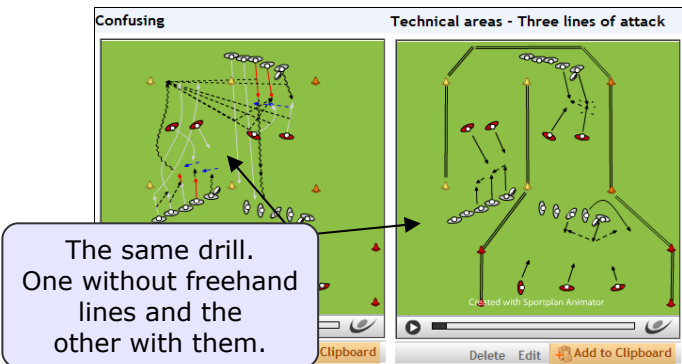 Confusing
Technical areas - Three lines of attack
The same drill.
One without freehand
lines and the
other with them.
Created with Sportplan Animator
Clipboard
Delete Edit Add to Clipboard